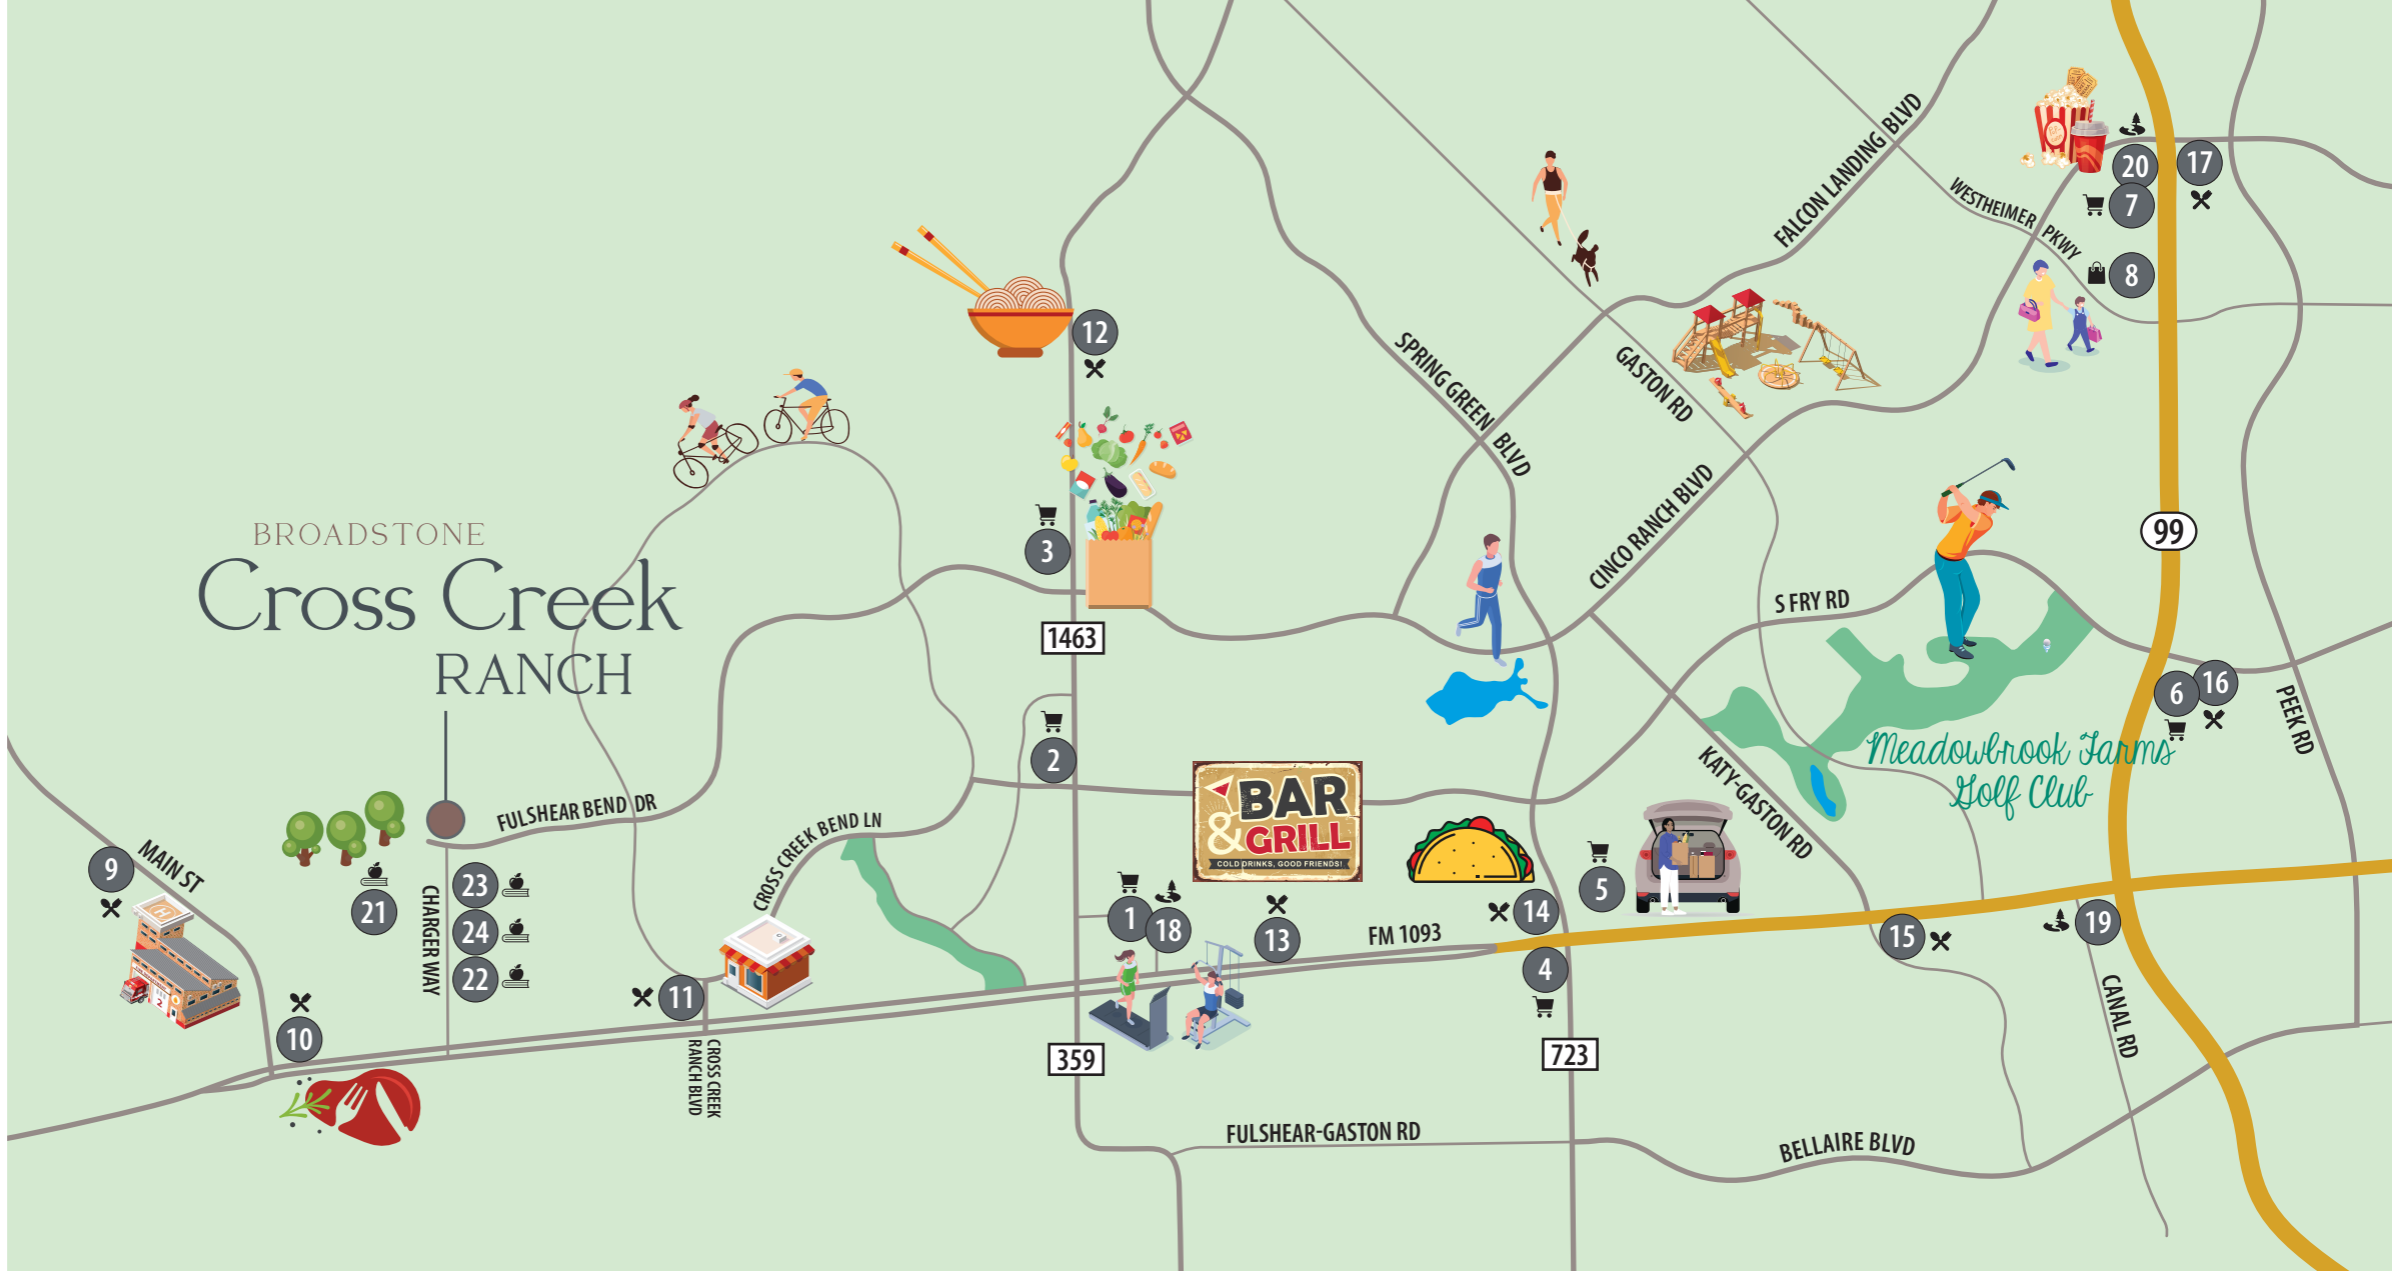 BROADSTONE
Cross Creek
RANCH
FALCON LANDING BLVD
WESTHEIMER PKWY
20
17
7
8
12
SPRING GREEN BLVD
GASTON RD
CINCO RANCH BLVD
3
99
S FRY RD
1463
6
16
PEEK RD
2
Meadowbrook Farms
Golf Club
KATY-GASTON RD
BAR
& GRILL
COLD DRINKS, GOOD FRIENDS!
FULSHEAR BEND DR
CROSS CREEK BEND LN
MAIN ST
9
21
CHARGER WAY
23
24
22
1
18
13
FM 1093
14
5
4
15
19
CANAL RD
11
10
CROSS CREEK
RANCH BLVD
359
723
FULSHEAR-GASTON RD
BELLAIRE BLVD
H
2